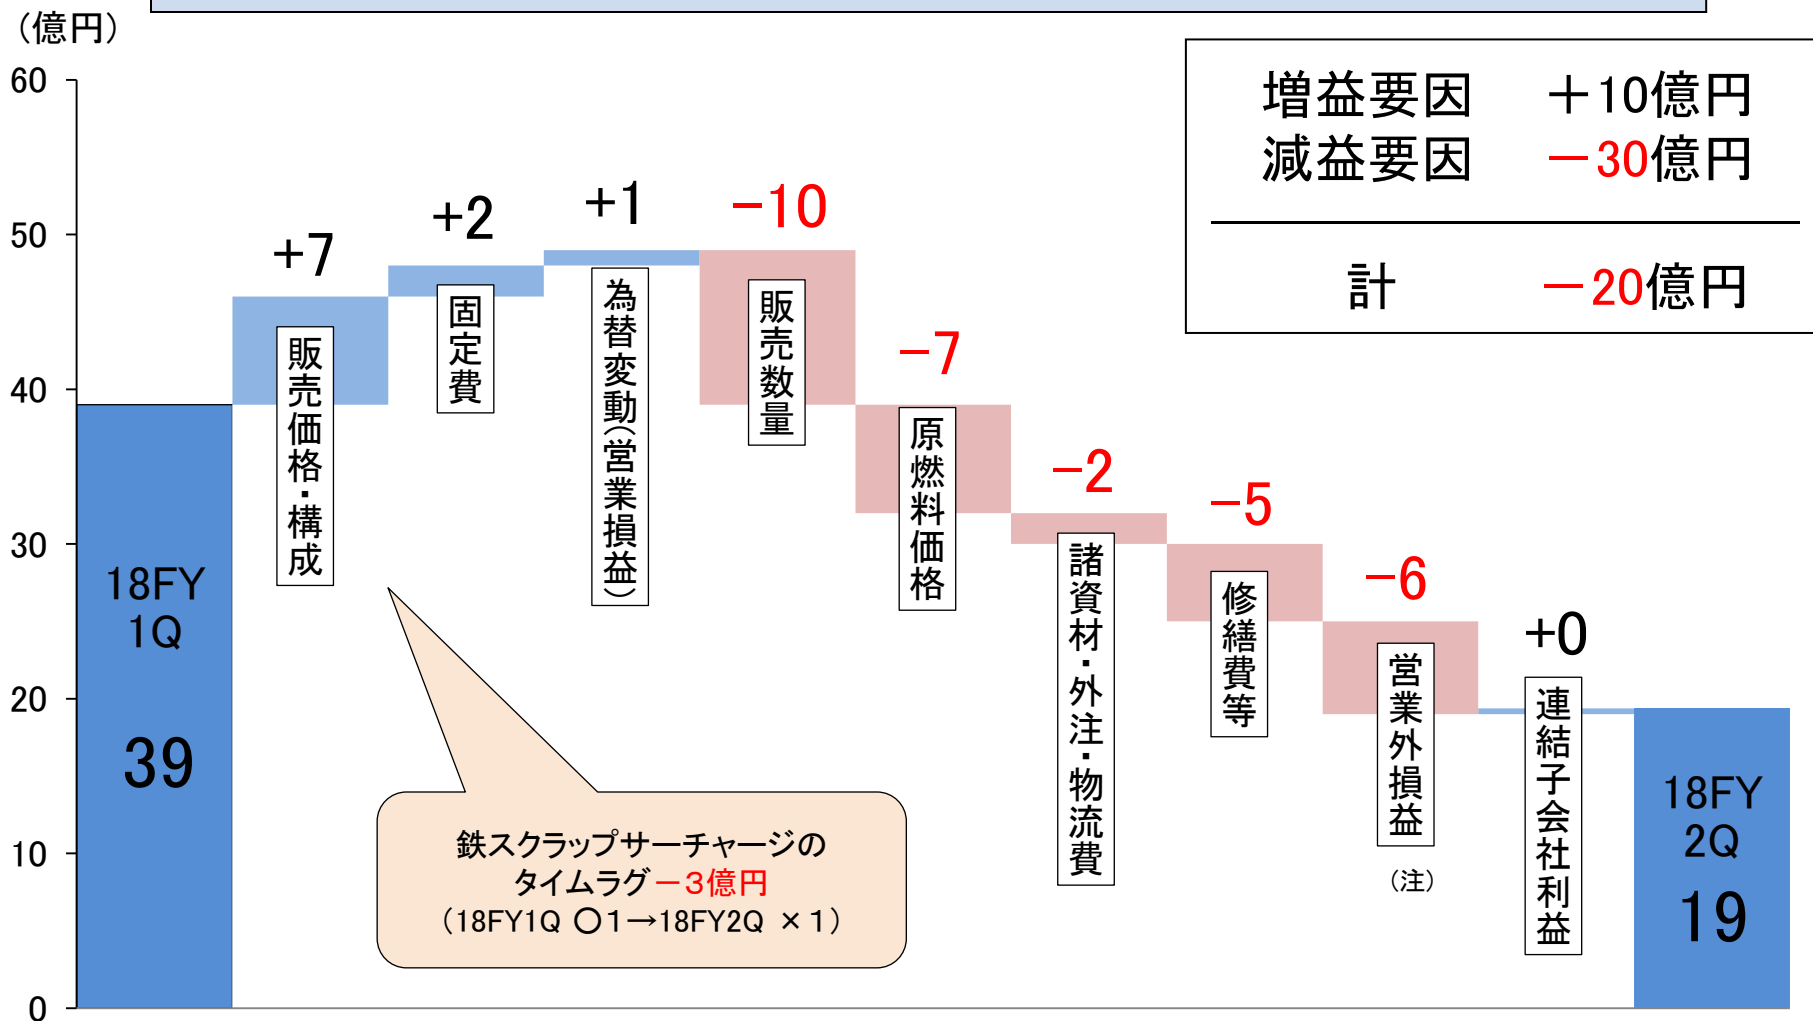 （億円）
60
50
40
30
20
10
0
増益要因　＋10億円
減益要因　－30億円
計　－20億円
+7
+2
+1
－10
－7
－2
－5
－6
+0
18FY
1Q
39
販売価格・構成
固定費
為替変動（営業損益）
販売数量
原燃料価格
諸資材・外注・物流費
修繕費等
営業外損益
（注）
連結子会社利益
18FY
2Q
19
鉄スクラップサーチャージの
タイムラグ－３億円
（18FY1Q ○１→18FY2Q ×１）